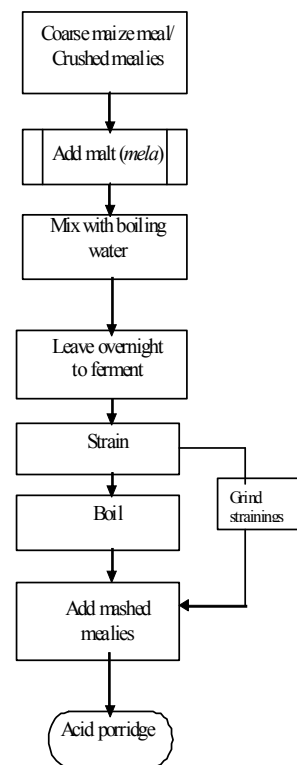 Coarse maize meal/
Crushed mealies
Add malt (mela)
Mix with boiling
water
Leave overnight
to ferment
Strain
Grind
strainings
Boil
Add mashed
mealies
Acid porridge